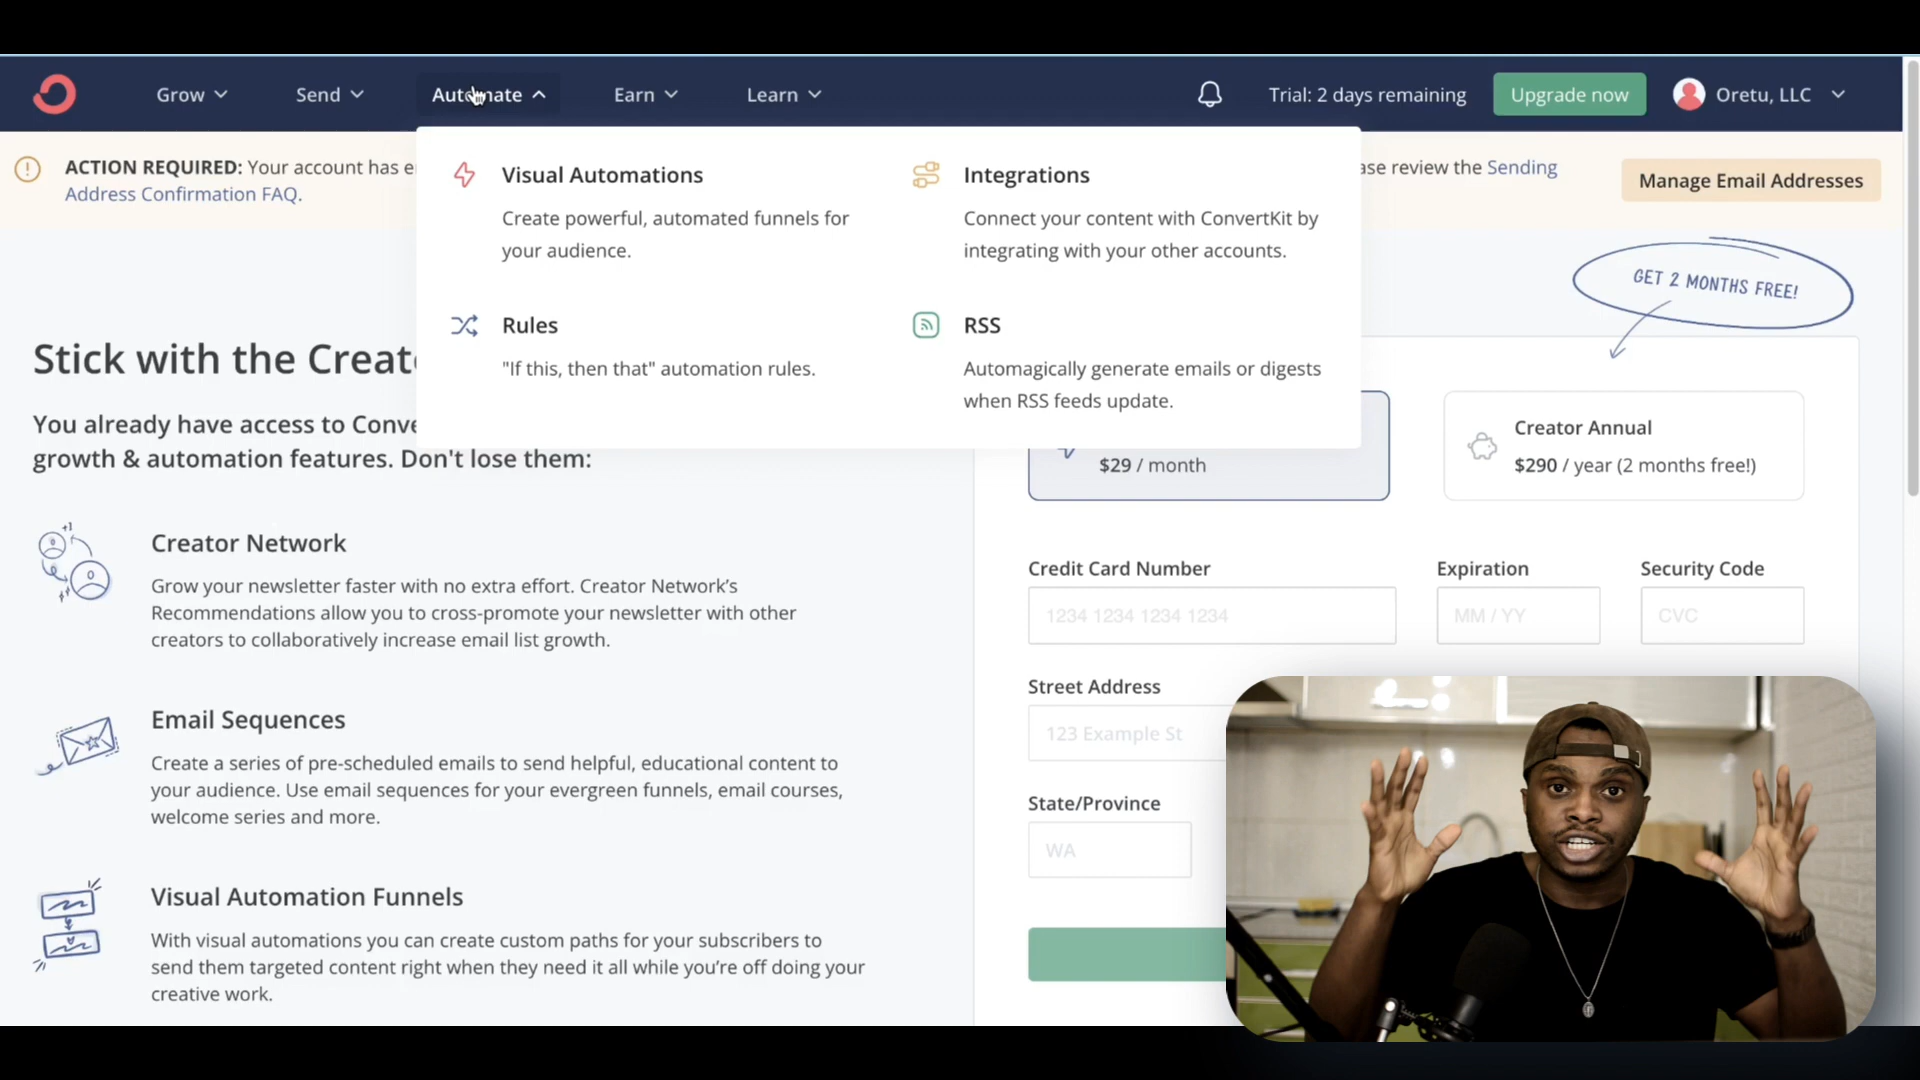 Grow
Send
Automate
Earn
Learn
Trial: 2 days remaining
Upgrade now
Oretu, LLC
ACTION REQUIRED: Your account has e
ase review the Sending
Address Confirmation FAQ.
Manage Email Addresses
Visual Automations
Create powerful, automated funnels for
your audience.
Integrations
Connect your content with ConvertKit by
integrating with your other accounts.
Rules
"If this, then that" automation rules.
RSS
Automagically generate emails or digests
when RSS feeds update.
GET 2 MONTHS FREE!
Stick with the Creat
You already have access to Conve
growth & automation features. Don't lose them:
$29 / month
Creator Annual
$290 / year (2 months free!)
Creator Network
Grow your newsletter faster with no extra effort. Creator Network's
Recommendations allow you to cross-promote your newsletter with other
creators to collaboratively increase email list growth.
Email Sequences
Create a series of pre-scheduled emails to send helpful, educational content to
your audience. Use email sequences for your evergreen funnels, email courses,
welcome series and more.
Visual Automation Funnels
With visual automations you can create custom paths for your subscribers to
send them targeted content right when they need it all while you're off doing your
creative work.
Credit Card Number
Expiration
Security Code
1234 1234 1234 1234
MM / YY
CVC
Street Address
123 Example St
State/Province
WA